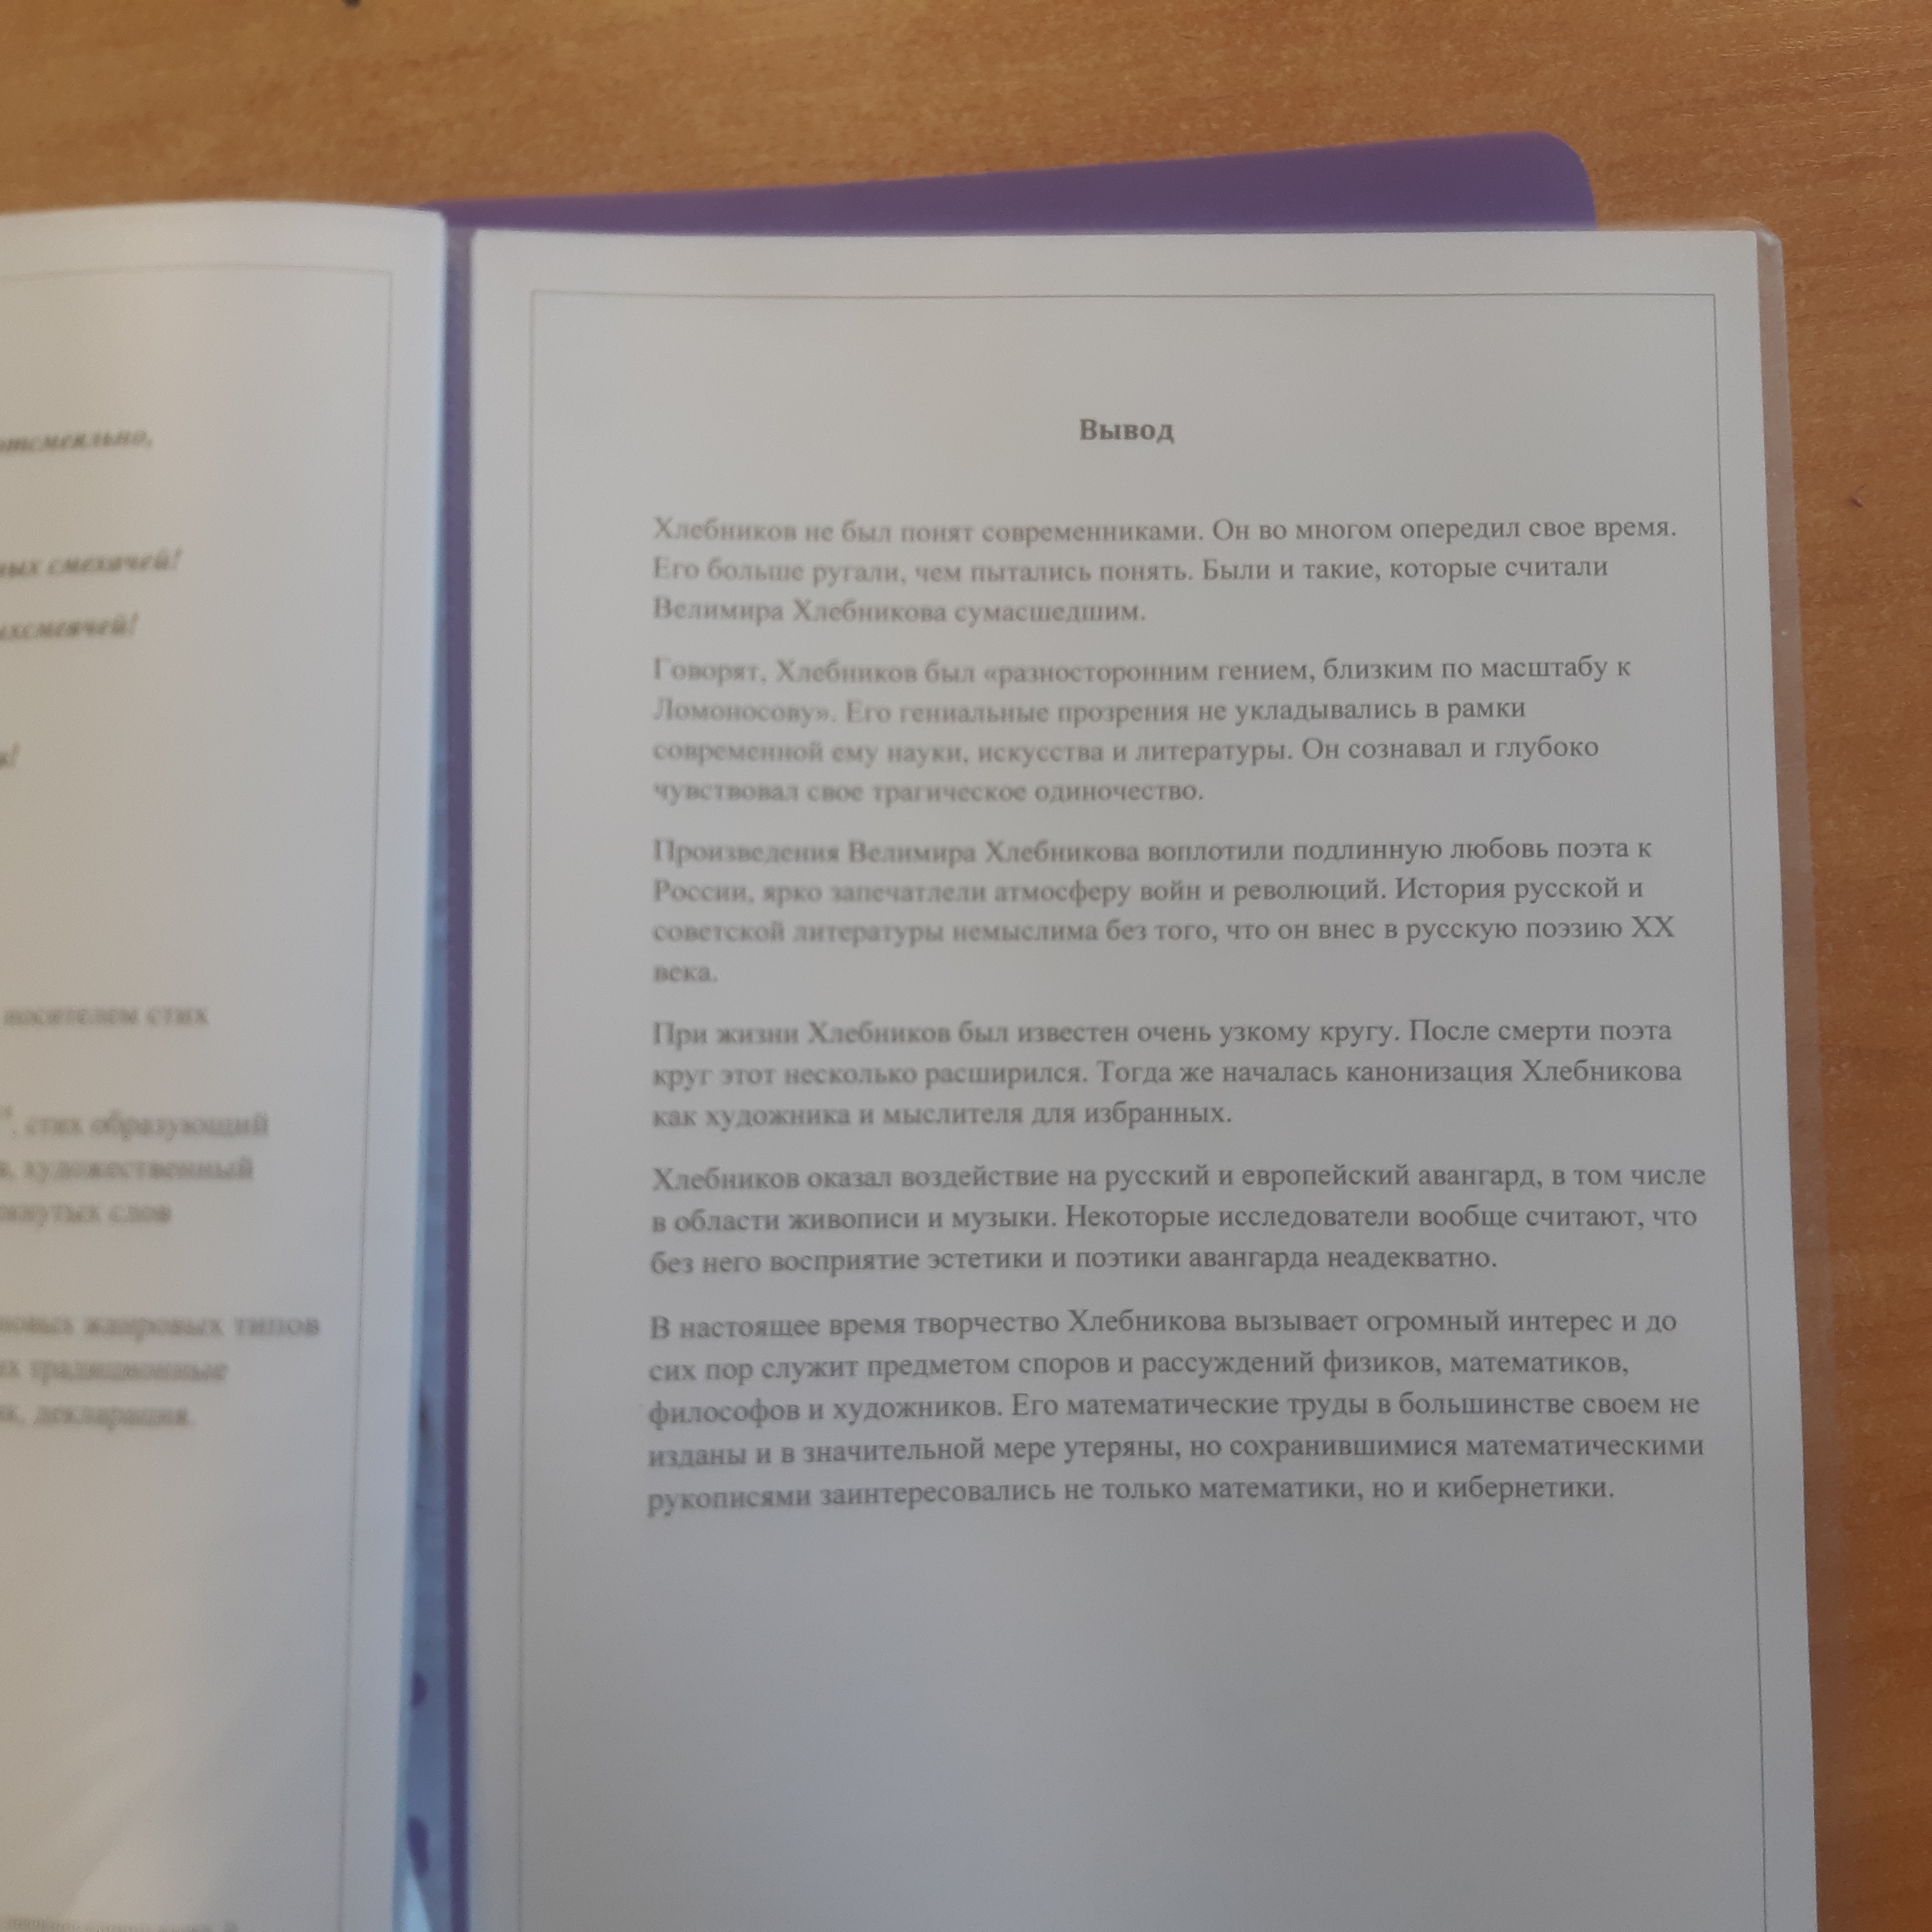 отсмеяльно,
ных смехачей!
ихсмеячей!
носителем стих
стих образующий
художественный
слов
новых жанровых типов
традиционные
декларация.
Вывод
Хлебников не был понят современниками. Он во многом опередил свое время.
Его больше ругали, чем пытались понять. Были и такие, которые считали
Велимира Хлебникова сумасшедшим.
Говорят, Хлебников был «разносторонним гением, близким по масштабу к
Ломоносову». Его гениальные прозрения не укладывались в рамки
современной ему науки, искусства и литературы. Он сознавал и глубоко
чувствовал свое трагическое одиночество.
Произведения Велимира Хлебникова воплотили подлинную любовь поэта к
России, ярко запечатлели атмосферу войн и революций. История русской и
советской литературы немыслима без того, что он внес в русскую поэзию XX
века.
При жизни Хлебников был известен очень узкому кругу. После смерти поэта
круг этот несколько расширился. Тогда же началась канонизация Хлебникова
как художника и мыслителя для избранных.
Хлебников оказал воздействие на русский и европейский авангард, в том числе
в области живописи и музыки. Некоторые исследователи вообще считают, что
без него восприятие эстетики и поэтики авангарда неадекватно.
В настоящее время творчество Хлебникова вызывает огромный интерес и до
сих пор служит предметом споров и рассуждений физиков, математиков,
философов и художников. Его математические труды в большинстве своем не
изданы и в значительной мере утеряны, но сохранившимися математическими
рукописями заинтересовались не только математики, но и кибернетики.